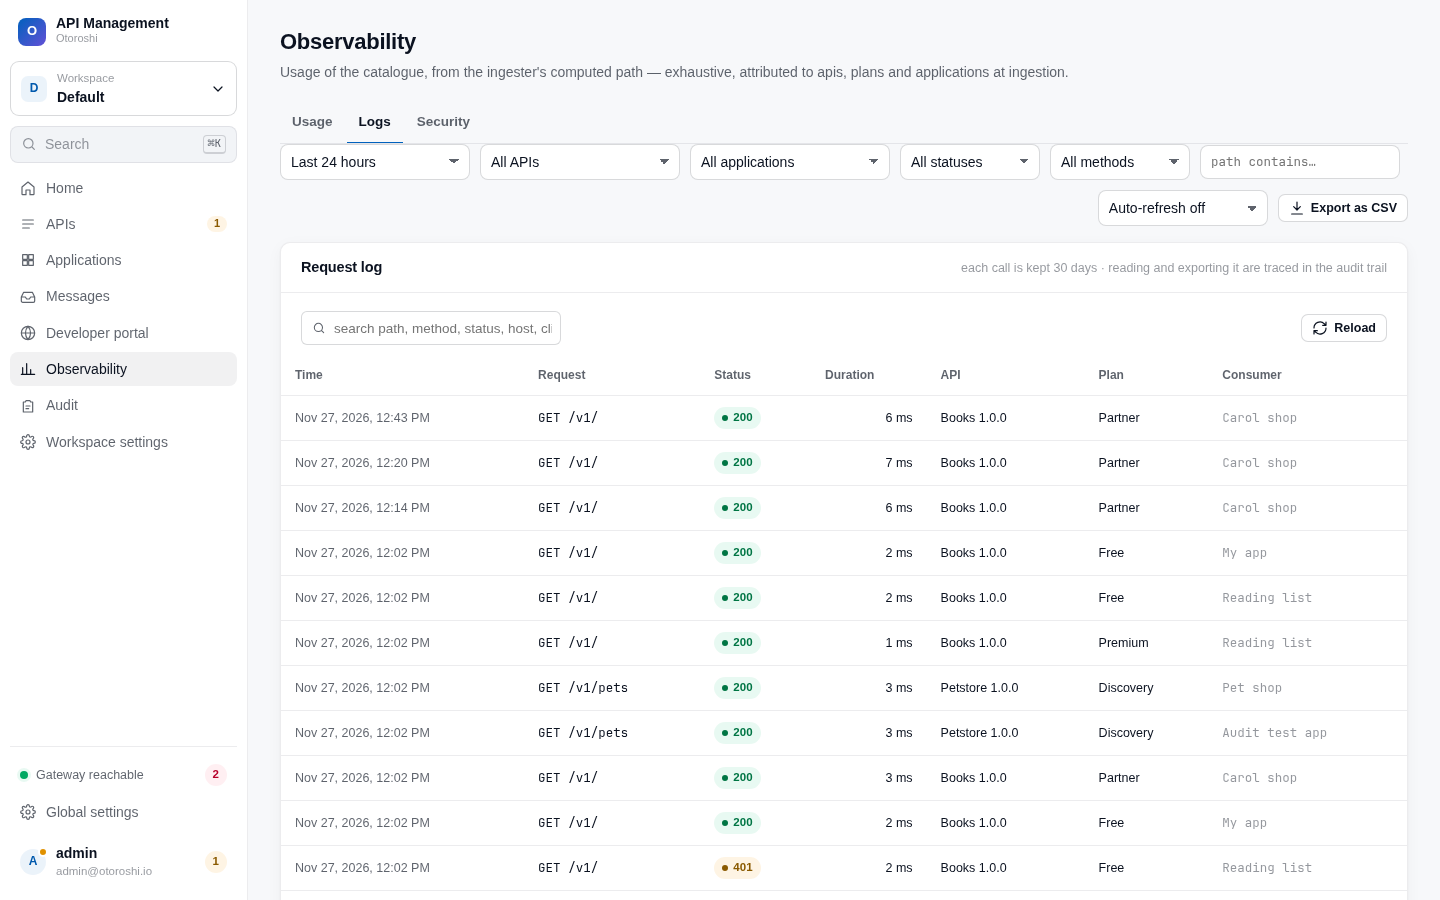 O
API Management
Otoroshi
D
Workspace
Default
Search
⌘K
Home
APIs 1
Applications
Messages
Developer portal
Observability
Audit
Workspace settings
Gateway reachable 2
Global settings
A
admin
admin@otoroshi.io
1
Observability
Usage of the catalogue, from the ingester's computed path — exhaustive, attributed to apis, plans and applications at ingestion.
Usage Logs Security
Last 24 hours All APIs All applications All statuses All methods path contains…
Auto-refresh off Export as CSV
Request log each call is kept 30 days · reading and exporting it are traced in the audit trail
search path, method, status, host, cli Reload
Time Request Status Duration API Plan Consumer
Nov 27, 2026, 12:43 PM GET /v1/ 200 6 ms Books 1.0.0 Partner Carol shop
Nov 27, 2026, 12:20 PM GET /v1/ 200 7 ms Books 1.0.0 Partner Carol shop
Nov 27, 2026, 12:14 PM GET /v1/ 200 6 ms Books 1.0.0 Partner Carol shop
Nov 27, 2026, 12:02 PM GET /v1/ 200 2 ms Books 1.0.0 Free My app
Nov 27, 2026, 12:02 PM GET /v1/ 200 2 ms Books 1.0.0 Free Reading list
Nov 27, 2026, 12:02 PM GET /v1/ 200 1 ms Books 1.0.0 Premium Reading list
Nov 27, 2026, 12:02 PM GET /v1/pets 200 3 ms Petstore 1.0.0 Discovery Pet shop
Nov 27, 2026, 12:02 PM GET /v1/pets 200 3 ms Petstore 1.0.0 Discovery Audit test app
Nov 27, 2026, 12:02 PM GET /v1/ 200 3 ms Books 1.0.0 Partner Carol shop
Nov 27, 2026, 12:02 PM GET /v1/ 200 2 ms Books 1.0.0 Free My app
Nov 27, 2026, 12:02 PM GET /v1/ 401 2 ms Books 1.0.0 Free Reading list